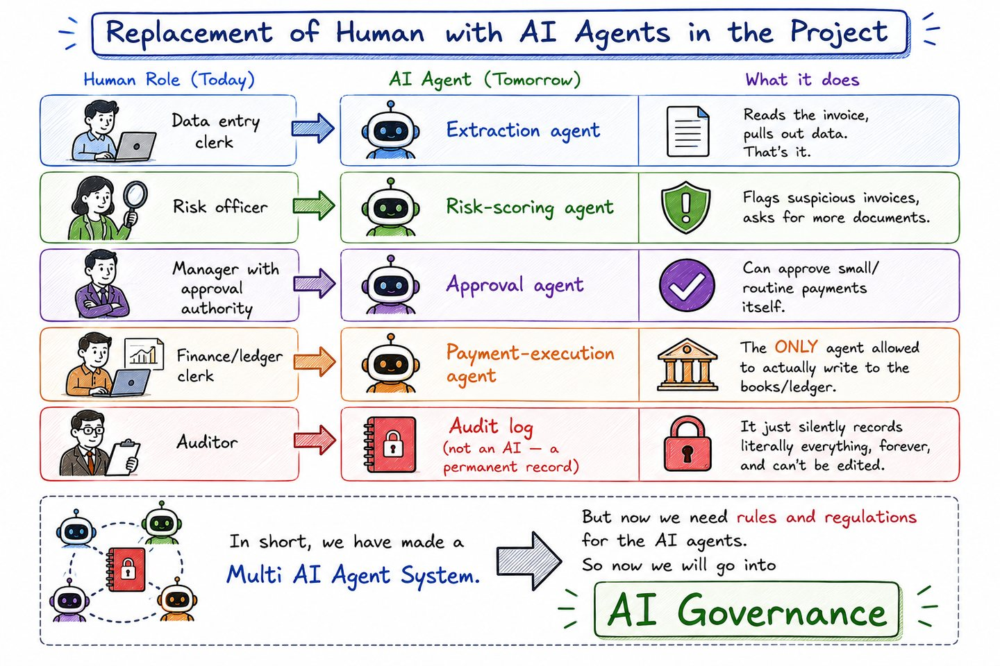 Replacement of Human with AI Agents in the Project
Human Role (Today)
AI Agent (Tomorrow)
What it does
Data entry
clerk
Extraction agent
Reads the invoice,
pulls out data.
That's it.
Risk officer
Risk-scoring agent
Flags suspicious invoices,
asks for more documents.
Manager with
approval
authority
Approval agent
Can approve small/
routine payments
itself.
Finance/ledger
clerk
Payment-execution
agent
The ONLY agent allowed
to actually write to the
books/ledger.
Auditor
Audit log
(not an AI — a
permanent record)
It just silently records
literally everything, forever,
and can't be edited.
In short, we have made a
Multi AI Agent System.
But now we need rules and regulations
for the AI agents.
So now we will go into
AI Governance